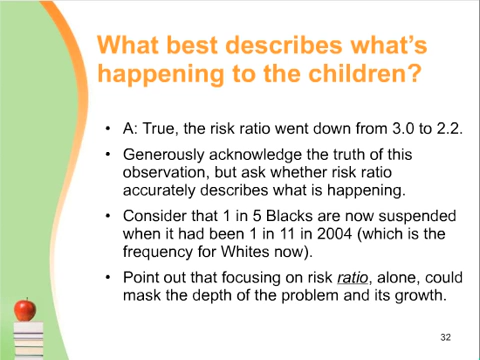 What best describes what's
happening to the children?
• A: True, the risk ratio went down from 3.0 to 2.2.
• Generously acknowledge the truth of this
observation, but ask whether risk ratio
accurately describes what is happening.
• Consider that 1 in 5 Blacks are now suspended
when it had been 1 in 11 in 2004 (which is the
frequency for Whites now).
• Point out that focusing on risk ratio, alone, could
mask the depth of the problem and its growth.
32